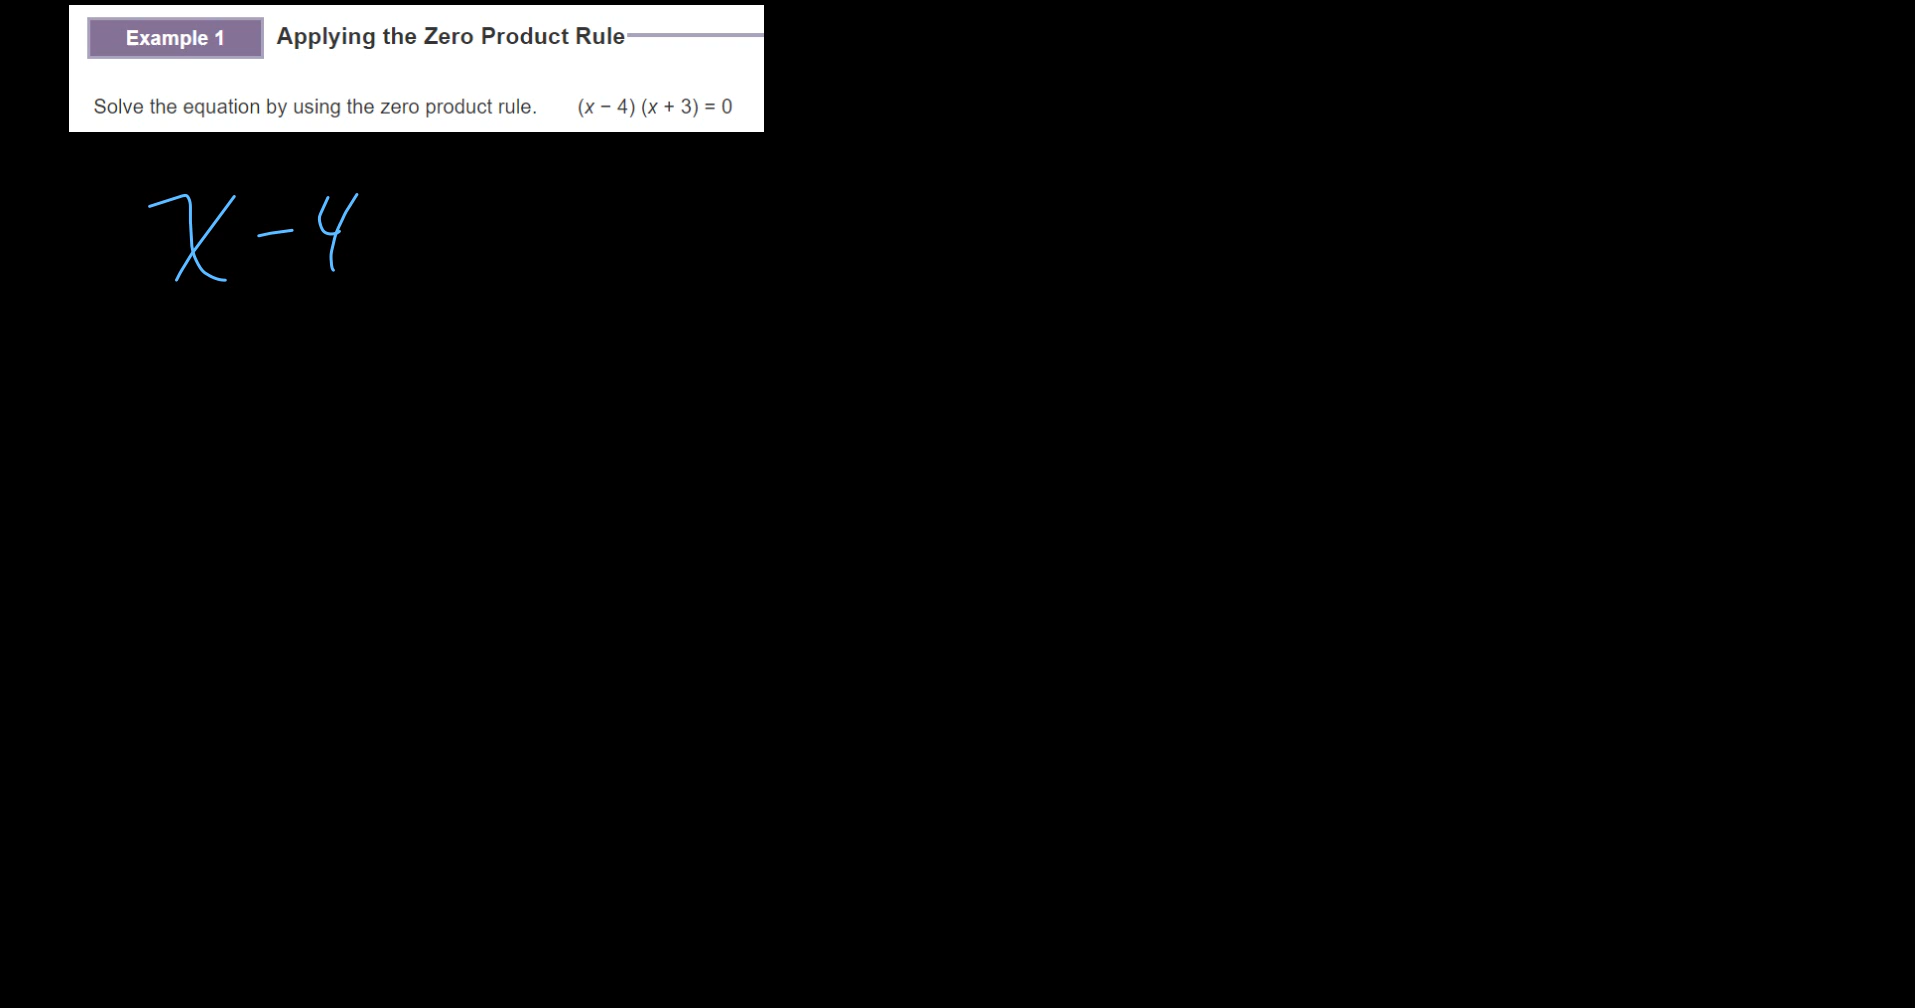 Example 1 Applying the Zero Product Rule
Solve the equation by using the zero product rule. (x − 4) (x + 3) = 0
x − 4